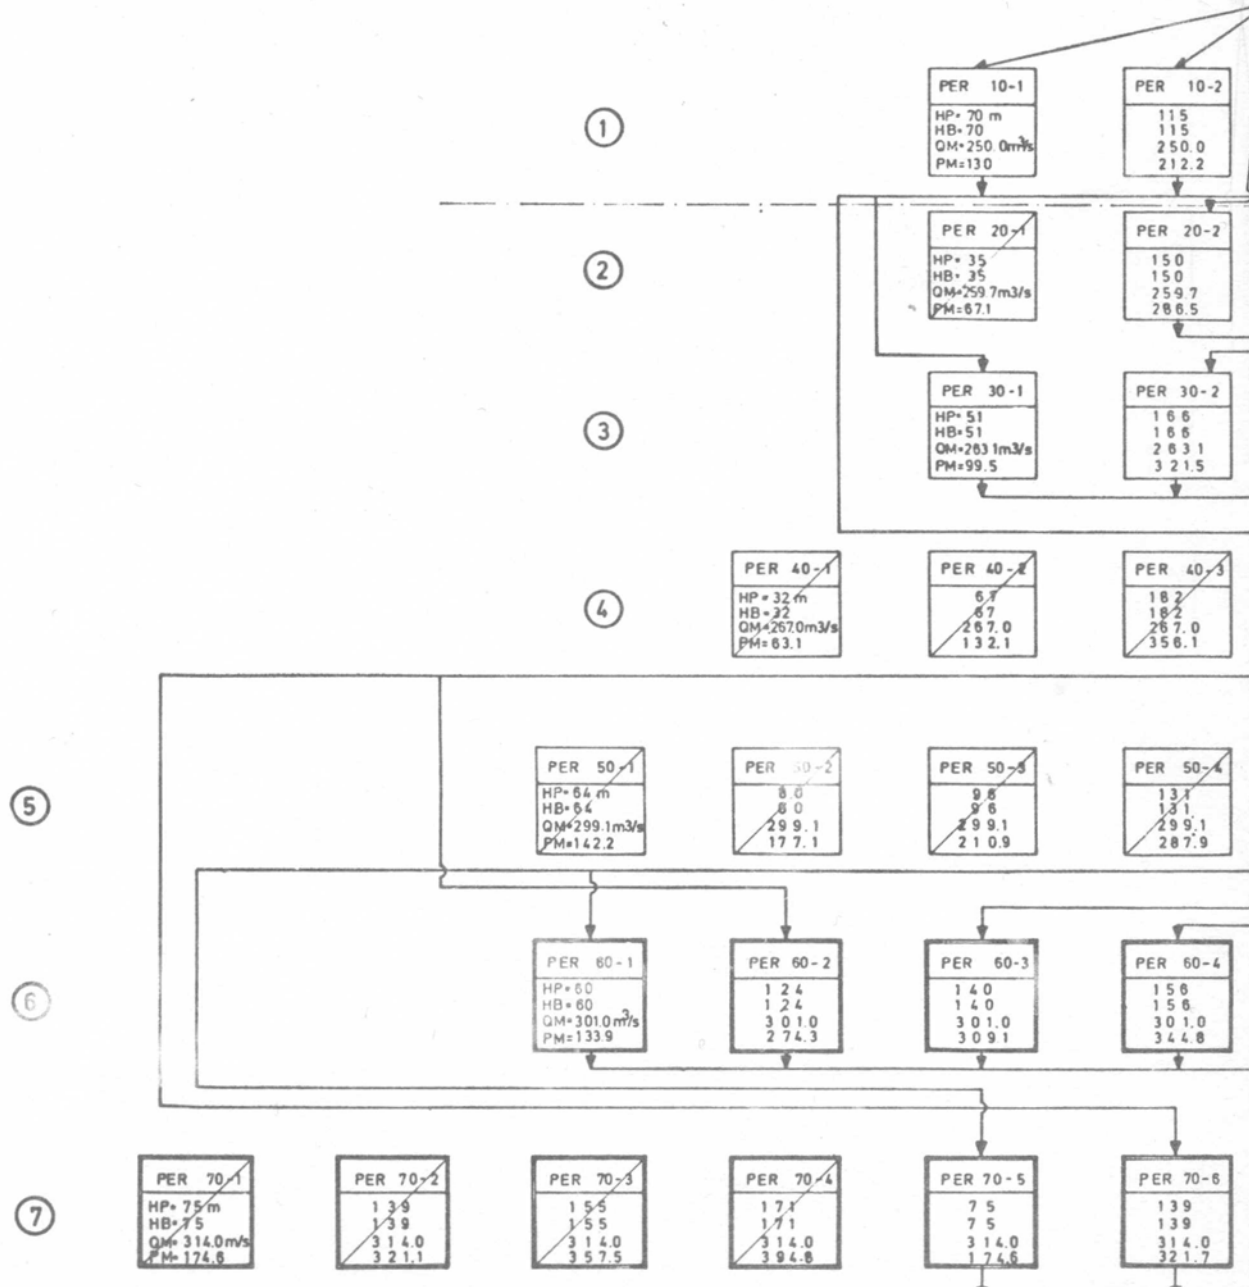 PER 10-1
HP= 70 m
HB= 70
QM=250.0m³/s
PM=130
PER 10-2
115
115
250.0
212.2
1
PER 20-1
HP= 35
HB= 35
QM=259.7m3/s
PM=67.1
PER 20-2
150
150
259.7
286.5
2
PER 30-1
HP= 51
HB= 51
QM=263 1m3/s
PM=99.5
PER 30-2
166
166
263 1
321.5
3
PER 40-1
HP= 32 m
HB= 32
QM=267.0m3/s
PM= 63.1
PER 40-2
67
67
267.0
132.1
PER 40-3
182
182
267.0
356.1
4
PER 50-1
HP= 64 m
HB= 64
QM=299.1m3/s
PM=142.2
PER 50-2
299.1
177.1
PER 50-3
96
96
299.1
210.9
PER 50-4
131
131
299.1
287.9
5
PER 60-1
HP= 60
HB= 60
QM=301.0 m³/s
PM=133.9
PER 60-2
124
124
301.0
274.3
PER 60-3
140
140
301.0
309.1
PER 60-4
156
156
301.0
344.8
6
PER 70-1
HP= 75 m
HB= 75
QM= 314.0m/s
PM= 174.6
PER 70-2
139
139
314.0
321.1
PER 70-3
155
155
314.0
357.5
PER 70-4
171
171
314.0
394.8
PER 70-5
75
75
314.0
174.6
PER 70-6
139
139
314.0
321.7
7